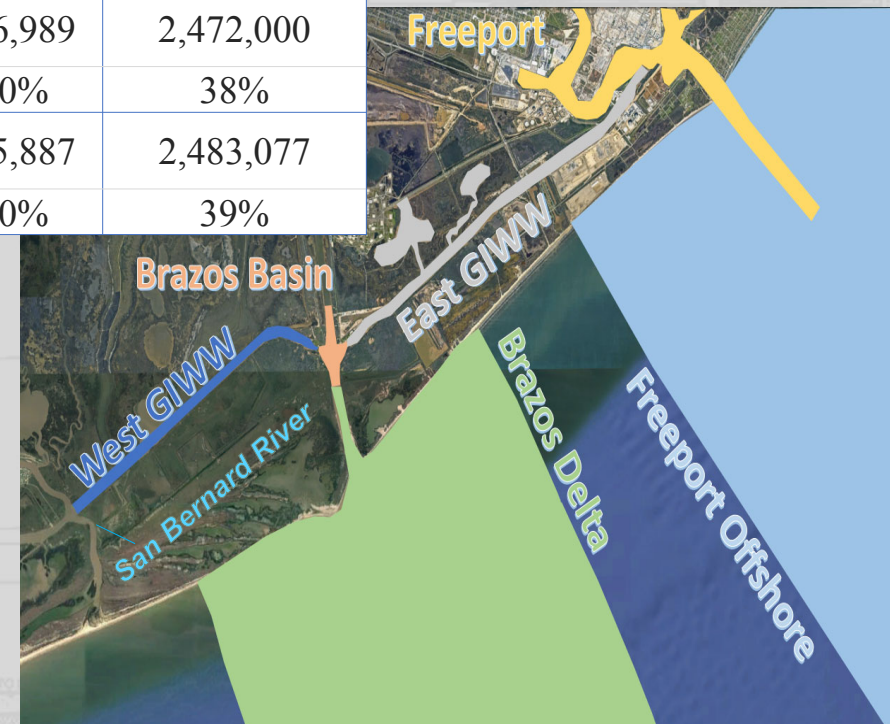 6,989 2,472,000
0% 38%
5,887 2,483,077
0% 39%
Freeport
East GIWW
Brazos Basin
West GIWW
San Bernard River
Brazos Delta
Freeport Offshore